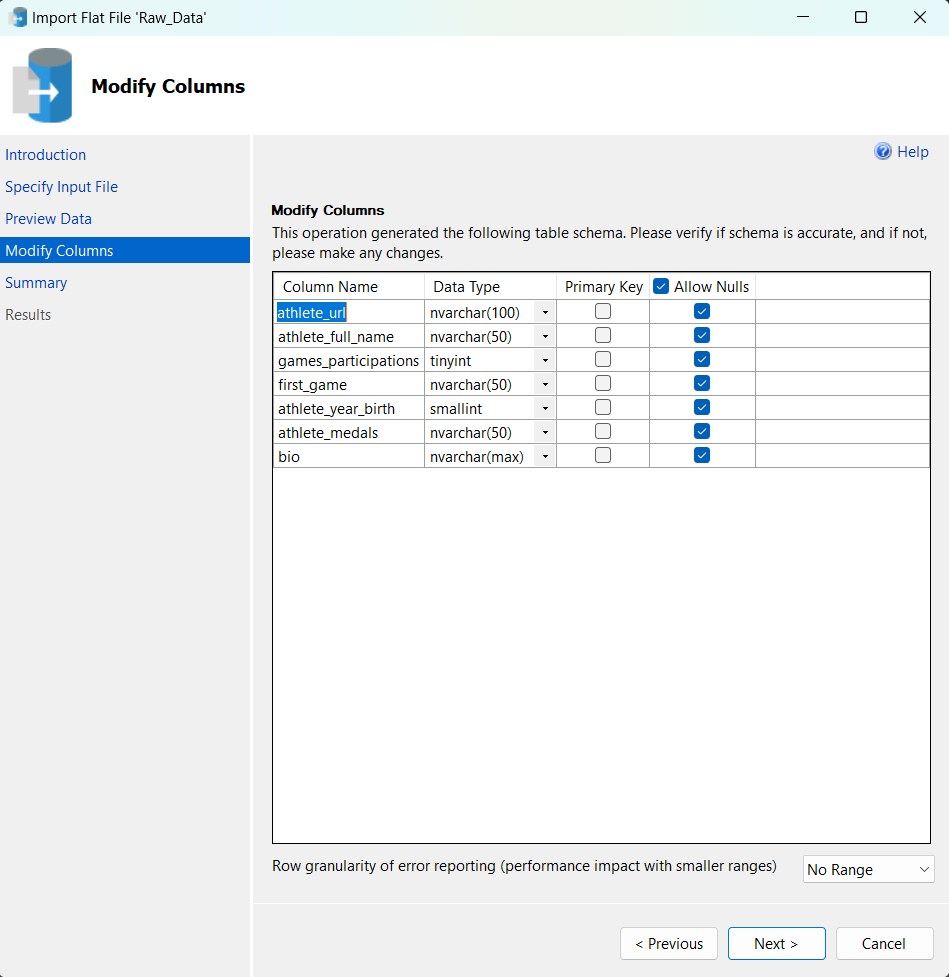 Import Flat File 'Raw_Data'
Modify Columns
Introduction
Specify Input File
Preview Data
Modify Columns
Summary
Results
Help
Modify Columns
This operation generated the following table schema. Please verify if schema is accurate, and if not,
please make any changes.
Column Name Data Type Primary Key Allow Nulls
athlete_url nvarchar(100)
athlete_full_name nvarchar(50)
games_participations tinyint
first_game nvarchar(50)
athlete_year_birth smallint
athlete_medals nvarchar(50)
bio nvarchar(max)
Row granularity of error reporting (performance impact with smaller ranges) No Range
< Previous Next > Cancel